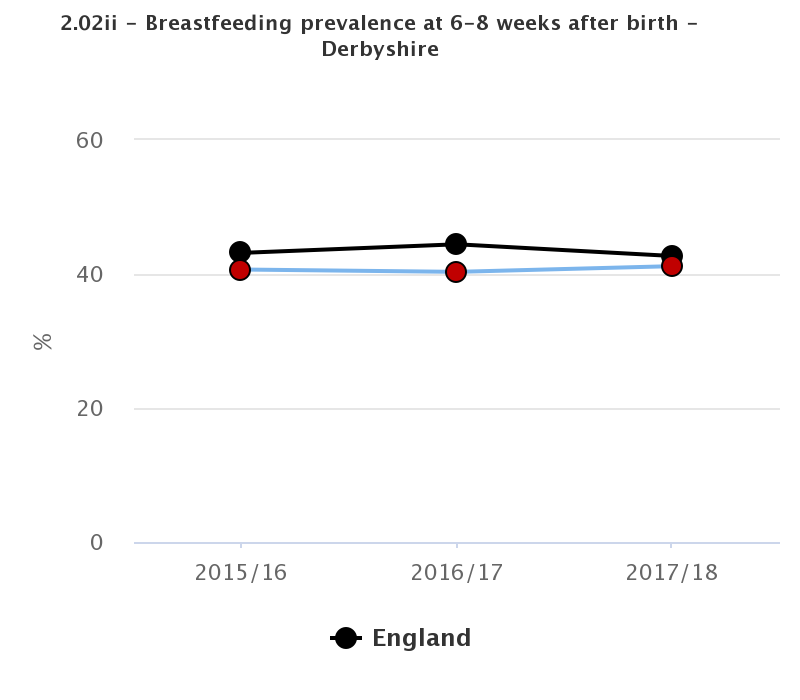 2.02ii – Breastfeeding prevalence at 6–8 weeks after birth –
Derbyshire
60
40
%
20
0
2015/16 2016/17 2017/18
England